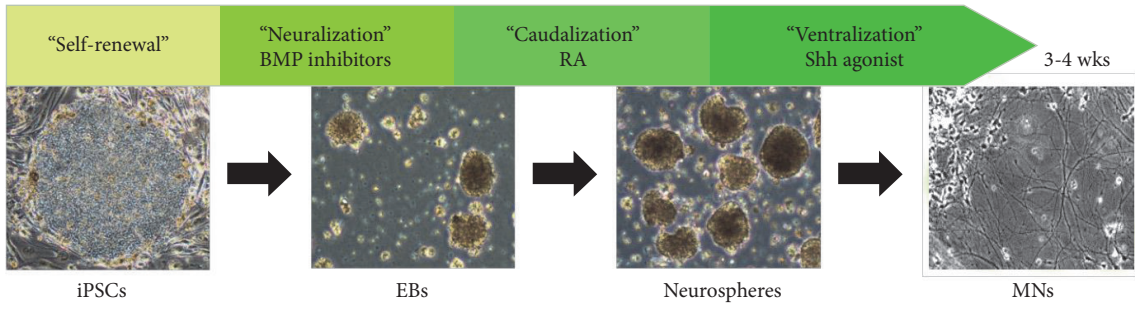 “Self-renewal”
“Neuralization”
BMP inhibitors
“Caudalization”
RA
“Ventralization”
Shh agonist
3-4 wks
iPSCs
EBs
Neurospheres
MNs